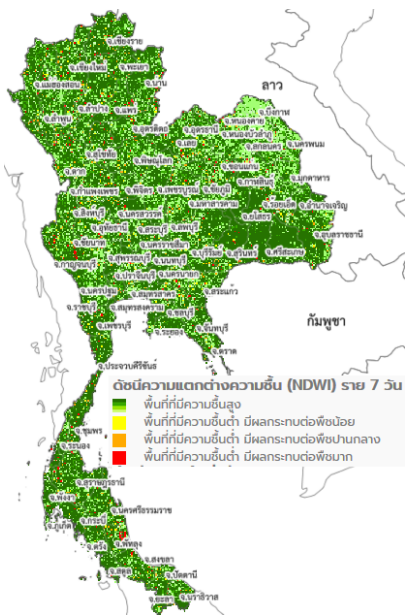 จ.เชียงราย
จ.เชียงใหม่ จ.พะเยา
จ.แม่ฮ่องสอน จ.น่าน
จ.ลำปาง จ.แพร่
จ.ลำพูน
จ.อุตรดิตถ์
ลาว
จ.บึงกาฬ
จ.หนองคาย
จ.อุดรธานี จ.หนองบัวลำภู
จ.เลย จ.สกลนคร จ.นครพนม
จ.สุโขทัย
จ.ตาก จ.พิษณุโลก จ.ขอนแก่น
จ.กาฬสินธุ์ จ.มุกดาหาร
จ.กำแพงเพชร จ.พิจิตร จ.เพชรบูรณ์ จ.ชัยภูมิ
จ.มหาสารคาม จ.ร้อยเอ็ด จ.อำนาจเจริญ
จ.สิงห์บุรี จ.นครสวรรค์ จ.ยโสธร
จ.อุทัยธานี จ.สระบุรี จ.ลพบุรี
จ.อุบลราชธานี
จ.ชัยนาท จ.นครราชสีมา
จ.สุพรรณบุรี จ.นนทบุรี จ.บุรีรัมย์ จ.สุรินทร์ จ.ศรีสะเกษ
จ.กาญจนบุรี
จ.ปราจีนบุรี จ.นครนายก
จ.นครปฐม จ.สมุทรสาคร จ.สระแก้ว
จ.ราชบุรี จ.สมุทรสงคราม
จ.ชลบุรี
จ.เพชรบุรี จ.ระยอง จ.จันทบุรี
กัมพูชา
จ.ตราด
จ.ประจวบคีรีขันธ์
ดัชนีความแตกต่างความชื้น (NDWI) ราย 7 วัน
พื้นที่ที่มีความชื้นสูง
พื้นที่ที่มีความชื้นต่ำ มีผลกระทบต่อพืชน้อย
พื้นที่ที่มีความชื้นต่ำ มีผลกระทบต่อพืชปานกลาง
พื้นที่ที่มีความชื้นต่ำ มีผลกระทบต่อพืชมาก
จ.ชุมพร
จ.ระนอง
จ.สุราษฎร์ธานี
จ.พังงา
จ.นครศรีธรรมราช
จ.กระบี่
จ.ภูเก็ต
จ.ตรัง จ.พัทลุง
จ.สงขลา
จ.สตูล จ.ปัตตานี
จ.ยะลา จ.นราธิวาส